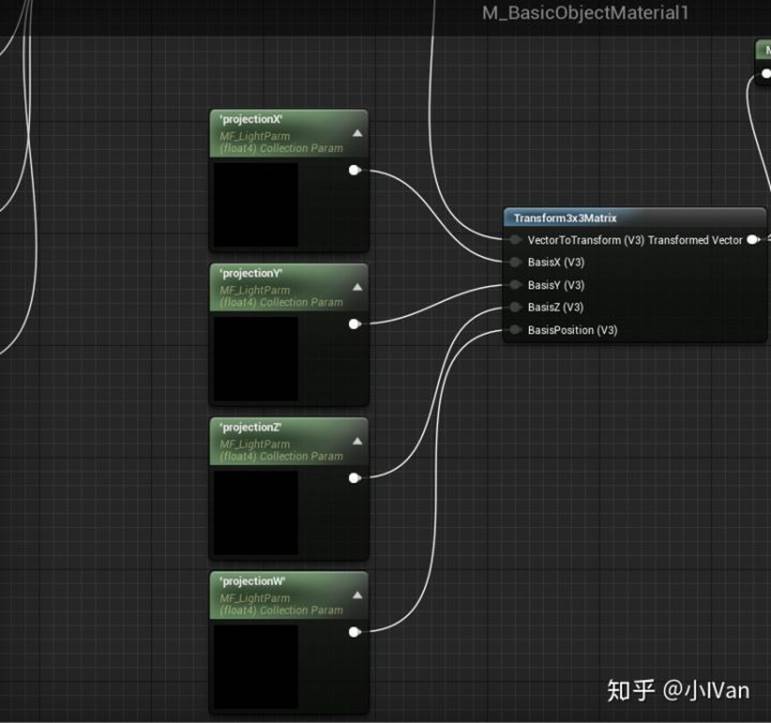 M_BasicObjectMaterial1
'projectionX'
MF_LightParm
(float4) Collection Param
Transform3x3Matrix
VectorToTransform (V3) Transformed Vector
BasisX (V3)
BasisY (V3)
BasisZ (V3)
BasisPosition (V3)
'projectionY'
MF_LightParm
(float4) Collection Param
'projectionZ'
MF_LightParm
(float4) Collection Param
'projectionW'
MF_LightParm
(float4) Collection Param
知乎 @小IVan